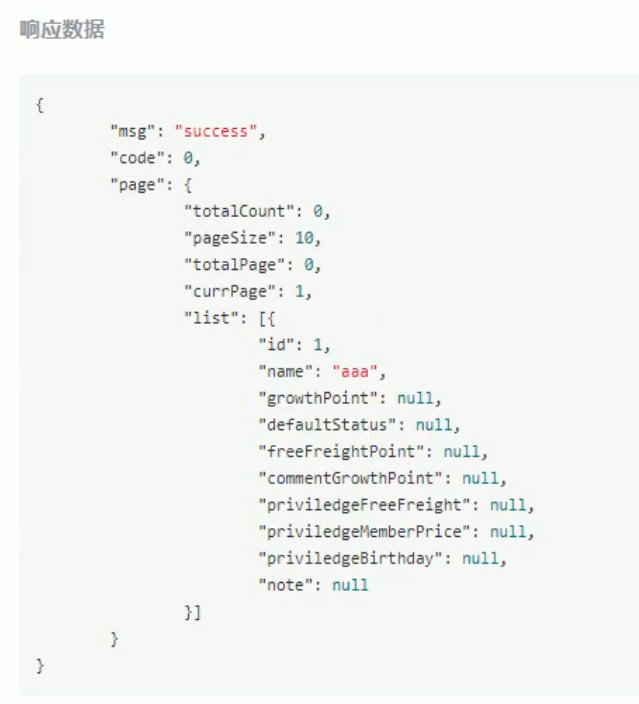 响应数据
{
"msg": "success",
"code": 0,
"page": {
"totalCount": 0,
"pageSize": 10,
"totalPage": 0,
"currPage": 1,
"list": [{
"id": 1,
"name": "aaa",
"growthPoint": null,
"defaultStatus": null,
"freeFreightPoint": null,
"commentGrowthPoint": null,
"priviledgeFreeFreight": null,
"priviledgeMemberPrice": null,
"priviledgeBirthday": null,
"note": null
}]
}
}